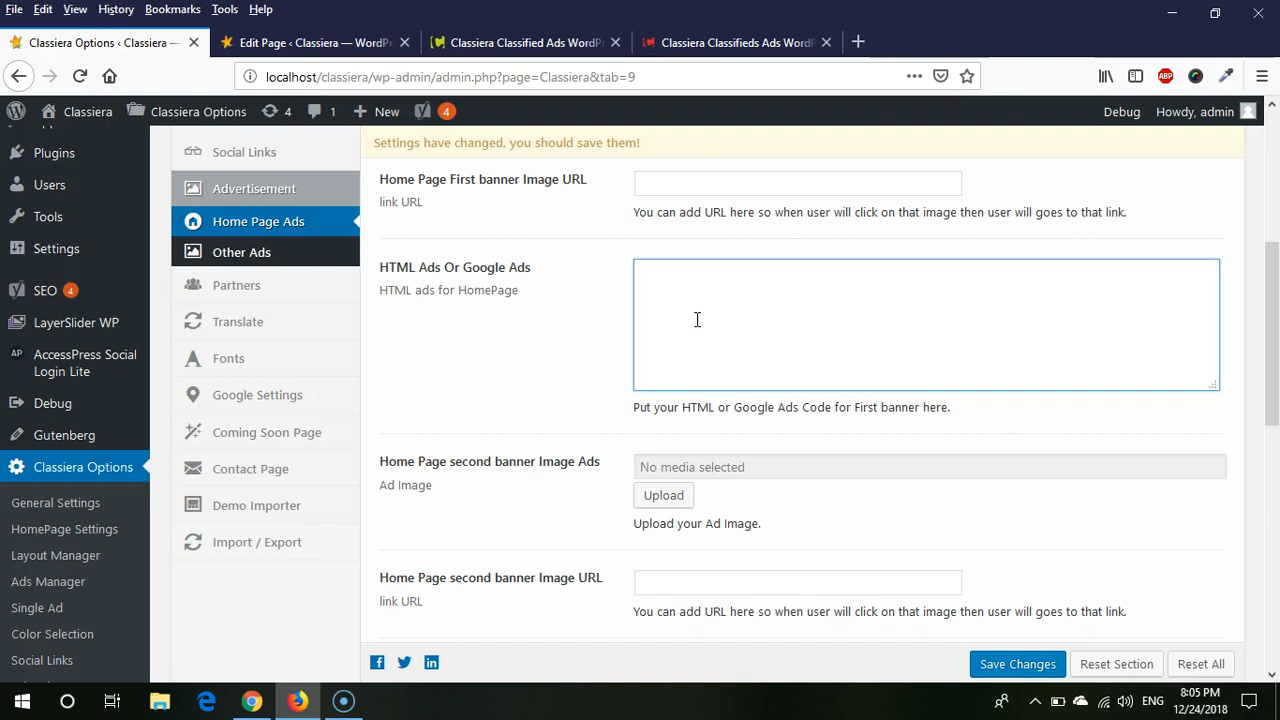 File Edit View History Bookmarks Tools Help
Classiera Options ‹ Classiera —
Edit Page ‹ Classiera — WordP
Classiera Classified Ads WordP
Classiera Classifieds Ads WordP
localhost/classiera/wp-admin/admin.php?page=Classiera&tab=9
ABP
Classiera Classiera Options 4 1 New 4 Debug Howdy, admin
Plugins
Users
Tools
Settings
SEO 4
LayerSlider WP
AP AccessPress Social
Login Lite
Debug
Gutenberg
Classiera Options
General Settings
HomePage Settings
Layout Manager
Ads Manager
Single Ad
Color Selection
Social Links
Social Links
Advertisement
Home Page Ads
Other Ads
Partners
Translate
Fonts
Google Settings
Coming Soon Page
Contact Page
Demo Importer
Import / Export
Settings have changed, you should save them!
Home Page First banner Image URL
link URL
You can add URL here so when user will click on that image then user will goes to that link.
HTML Ads Or Google Ads
HTML ads for HomePage
Put your HTML or Google Ads Code for First banner here.
Home Page second banner Image Ads
Ad Image
No media selected
Upload
Upload your Ad Image.
Home Page second banner Image URL
link URL
You can add URL here so when user will click on that image then user will goes to that link.
Save Changes Reset Section Reset All
ENG
8:05 PM
12/24/2018